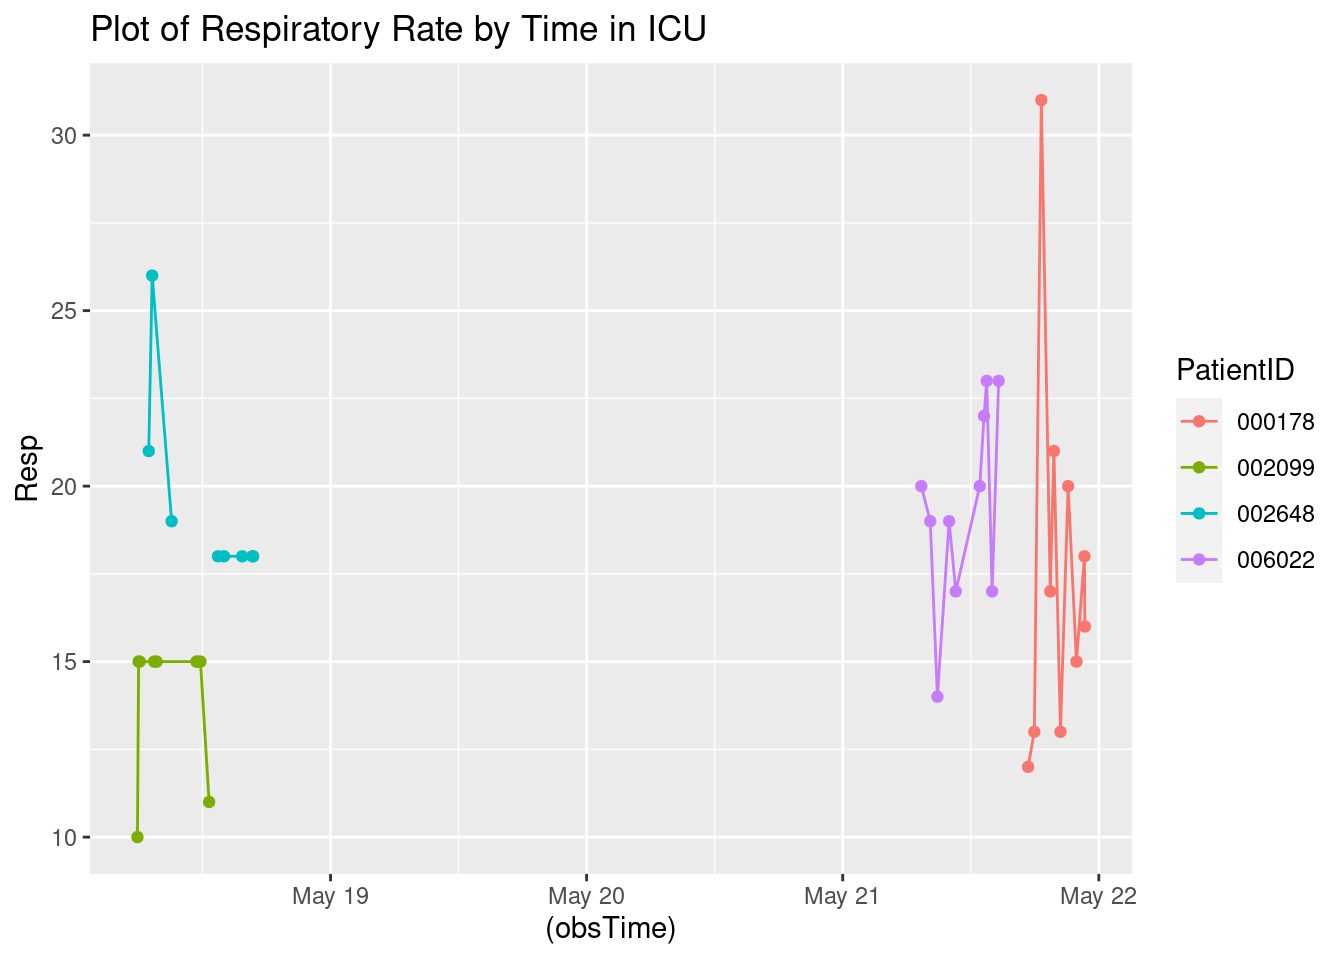 Plot of Respiratory Rate by Time in ICU
30
25
20
15
10
Resp
May 19
May 20
May 21
May 22
(obsTime)
PatientID
000178
002099
002648
006022